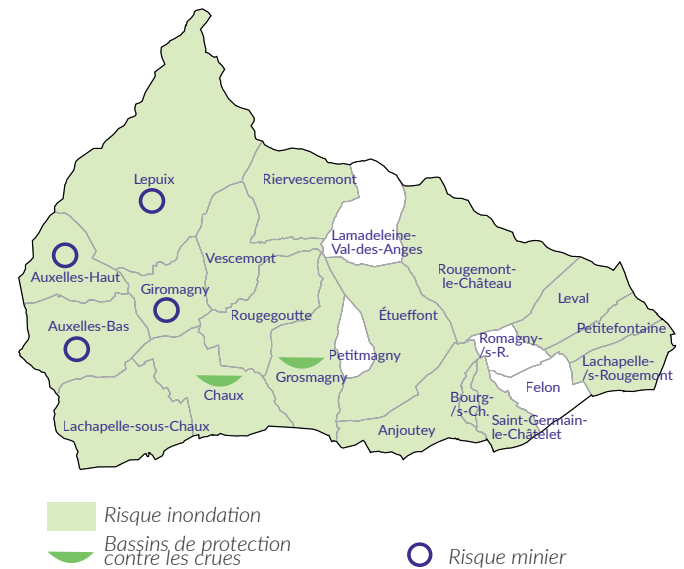 Lepuix
Riervescemont
Lamadeleine-
Val-des-Anges
Vescemont
Auxelles-Haut
Rougemont-
le-Château
Giromagny
Leval
Rougegoutte
Étueffont
Auxelles-Bas
Petitefontaine
Romagny-
/s-R.
Petitmagny
Lachapelle-
/s-Rougemont
Grosmagny
Felon
Chaux
Bourg-
/s-Ch.
Saint-Germain-
le-Châtelet
Lachapelle-sous-Chaux
Anjoutey
Risque inondation
Bassins de protection
contre les crues
Risque minier